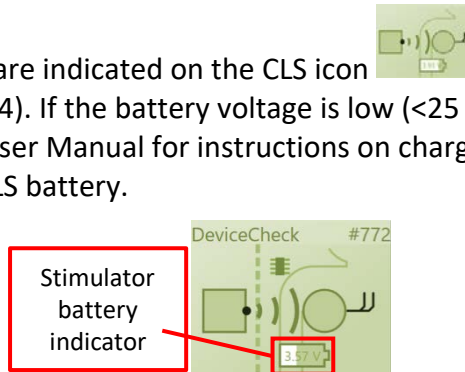 are indicated on the CLS icon
4). If the battery voltage is low (<25
ser Manual for instructions on charg
LS battery.
DeviceCheck #772
Stimulator
battery
indicator
3.57 V